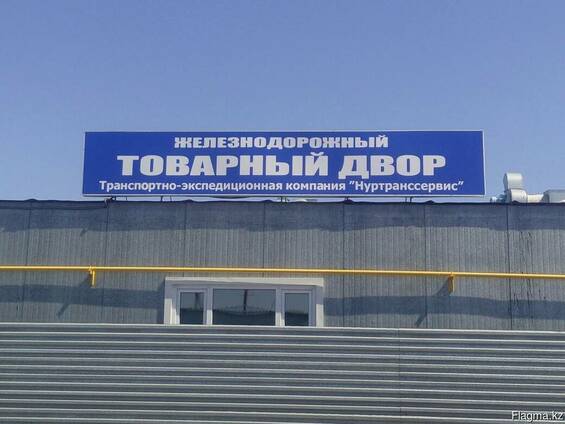 ЖЕЛЕЗНОДОРОЖНЫЙ
ТОВАРНЫЙ ДВОР
Транспортно-экспедиционная компания "Нуртранссервис"
Flagma.kz